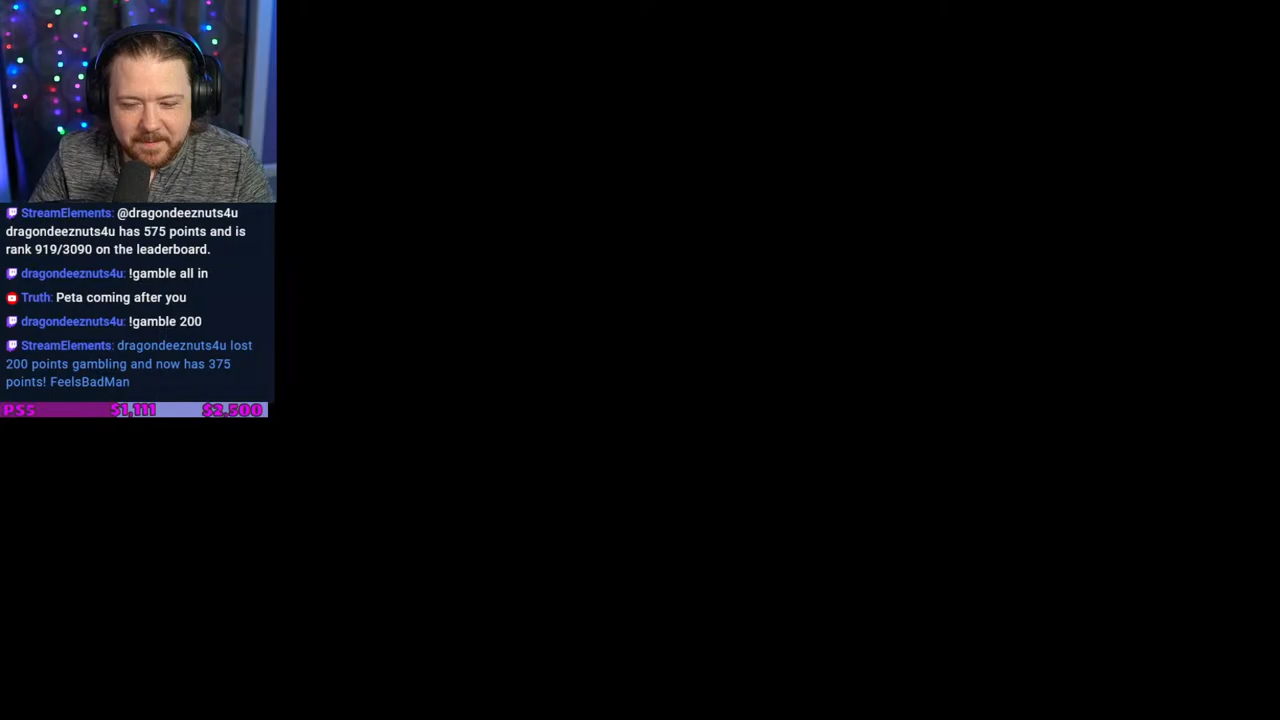 StreamElements: @dragondeeznuts4u
dragondeeznuts4u has 575 points and is
rank 919/3090 on the leaderboard.
dragondeeznuts4u: !gamble all in
Truth: Peta coming after you
dragondeeznuts4u: !gamble 200
StreamElements: dragondeeznuts4u lost
200 points gambling and now has 375
points! FeelsBadMan
PS5 $1,111 $2,500